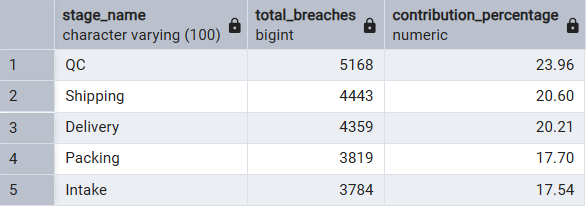 stage_name total_breaches contribution_percentage
character varying (100) bigint numeric
1 QC 5168 23.96
2 Shipping 4443 20.60
3 Delivery 4359 20.21
4 Packing 3819 17.70
5 Intake 3784 17.54